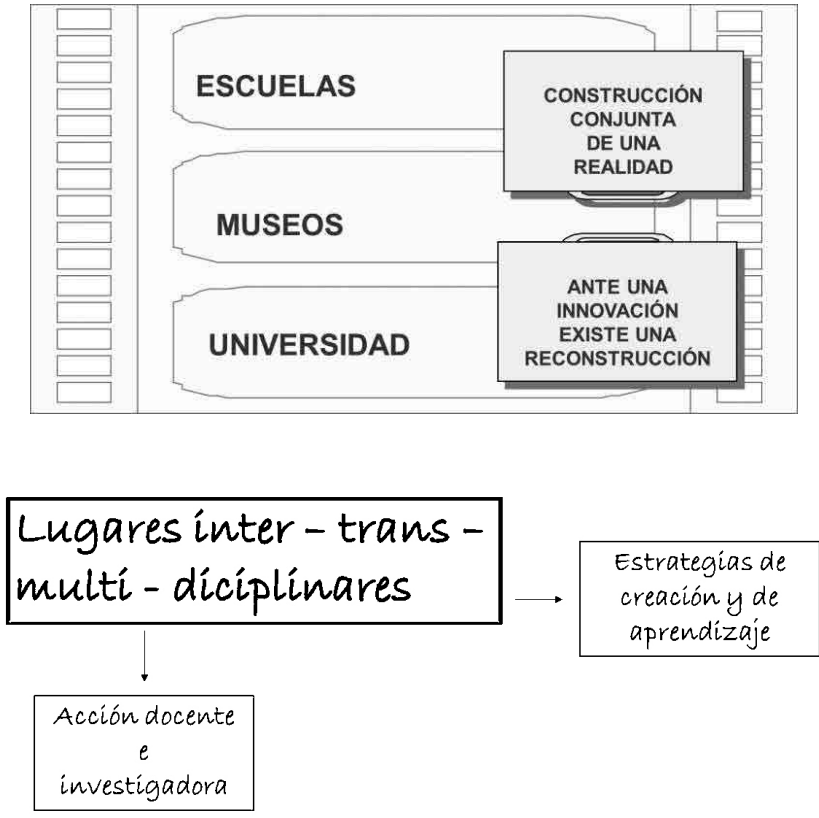 ESCUELAS
CONSTRUCCIÓN
CONJUNTA
DE UNA
REALIDAD
MUSEOS
ANTE UNA
INNOVACIÓN
EXISTE UNA
RECONSTRUCCIÓN
UNIVERSIDAD
Lugares inter – trans –
multi - diciplinares
Estrategias de
creación y de
aprendizaje
Acción docente
e
investigadora